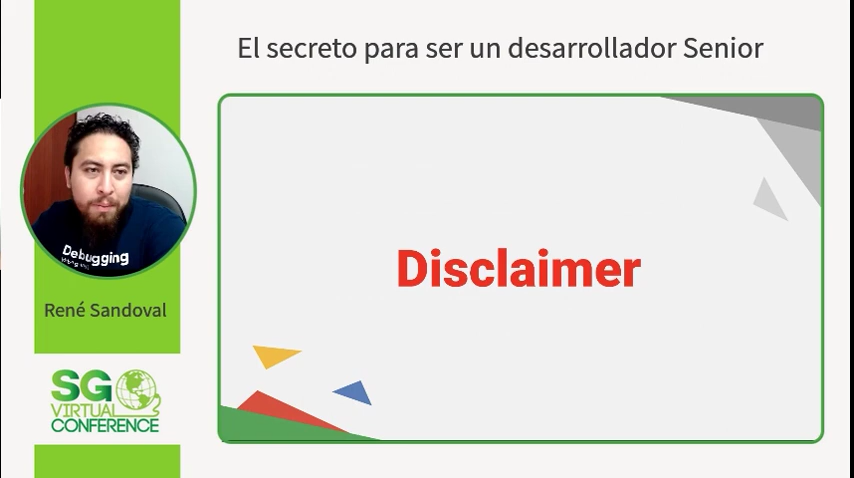 El secreto para ser un desarrollador Senior
Debugging
René Sandoval
Disclaimer
SG
VIRTUAL
CONFERENCE